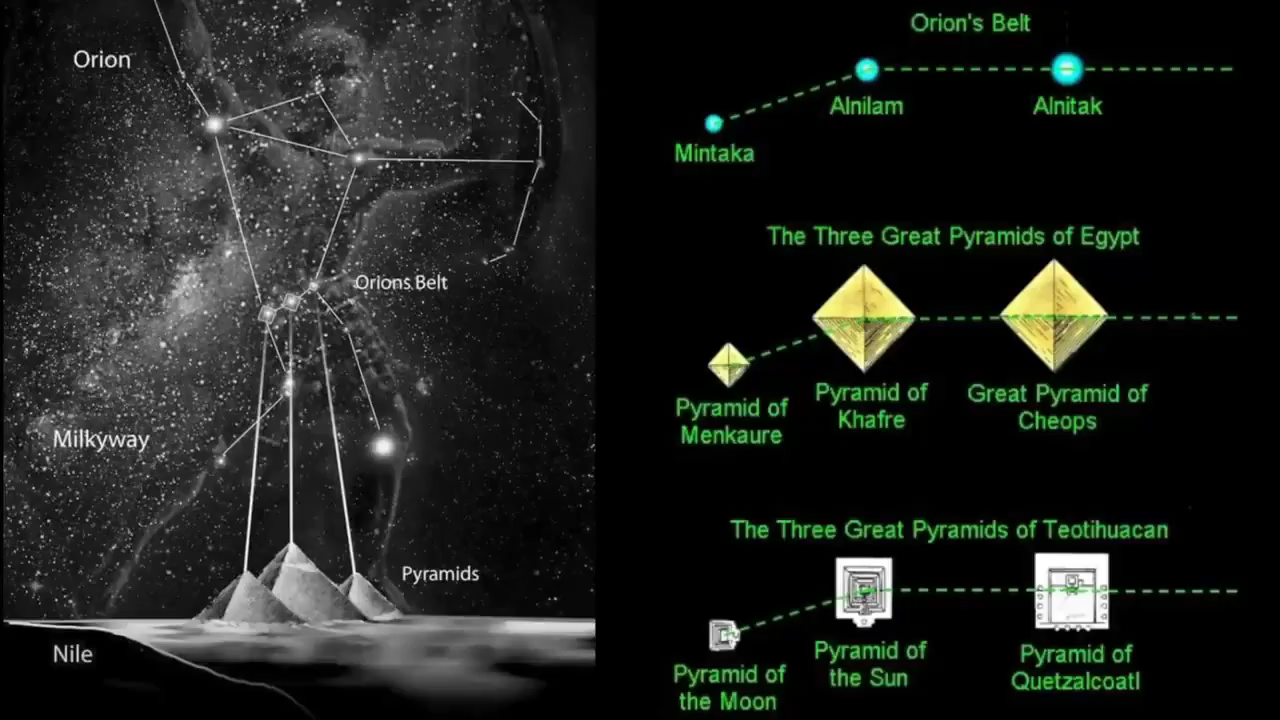 Orion
Orions Belt
Milkyway
Pyramids
Nile
Orion's Belt
Alnilam
Alnitak
Mintaka
The Three Great Pyramids of Egypt
Pyramid of
Menkaure
Pyramid of
Khafre
Great Pyramid of
Cheops
The Three Great Pyramids of Teotihuacan
Pyramid of
the Moon
Pyramid of
the Sun
Pyramid of
Quetzalcoatl